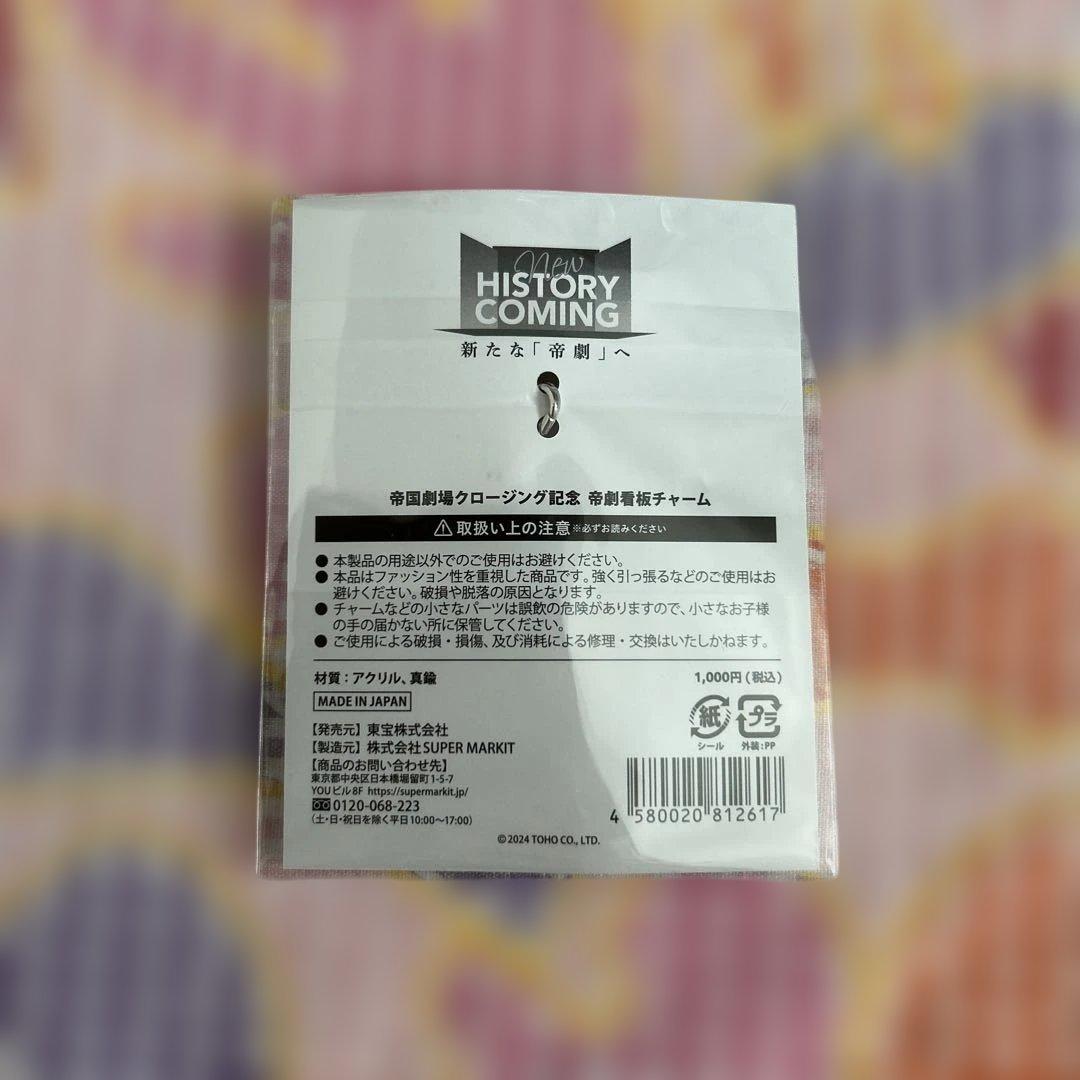 New
HISTORY
COMING
新たな「帝劇」へ
帝国劇場クロージング記念 帝劇看板チャーム
取扱い上の注意 ※必ずお読みください
● 本製品の用途以外でのご使用はお避けください。
● 本品はファッション性を重視した商品です。強く引っ張るなどのご使用はお
避けください。破損や脱落の原因となります。
● チャームなどの小さなパーツは誤飲の危険がありますので、小さなお子様
の手の届かない所に保管してください。
● ご使用による破損・損傷、及び消耗による修理・交換はいたしかねます。
材質：アクリル、真鍮
1,000円(税込)
MADE IN JAPAN
紙
シール
プラ
外装:PP
【発売元】東宝株式会社
【製造元】株式会社SUPER MARKIT
【商品のお問い合わせ先】
東京都中央区日本橋堀留町1-5-7
YOUビル8F https://supermarkit.jp/
0120-068-223
(土・日・祝日を除く平日10:00〜17:00)
4 580020 812617
© 2024 TOHO CO., LTD.